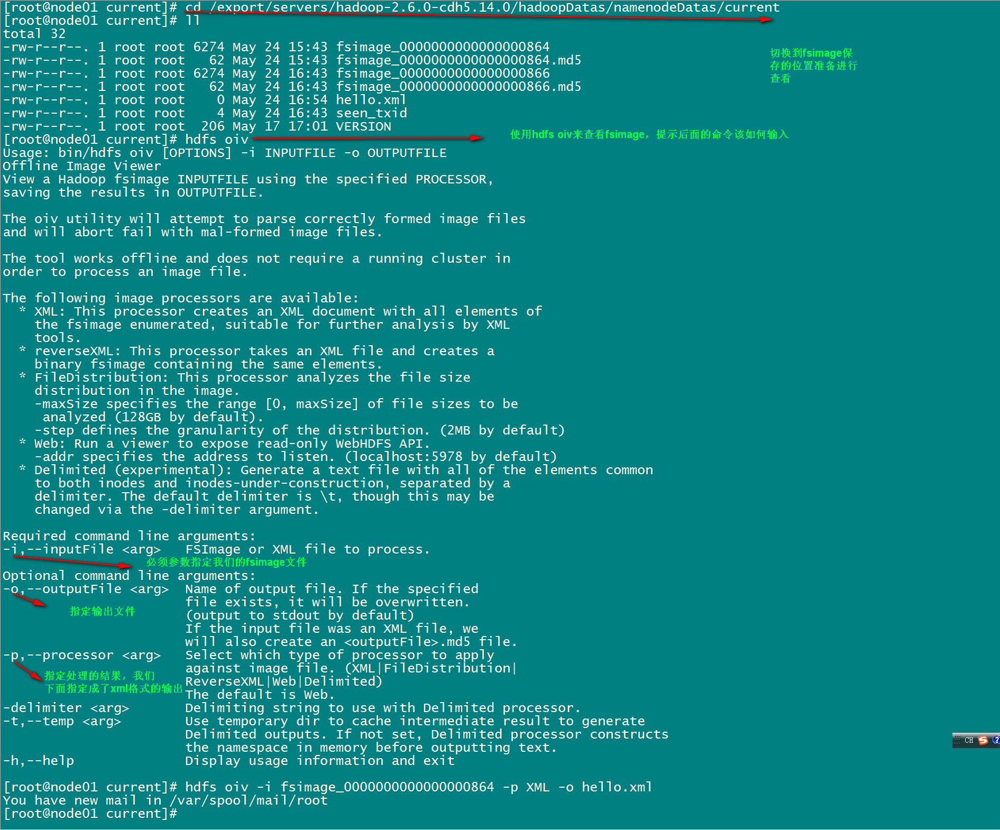 [root@node01 current]# cd /export/servers/hadoop-2.6.0-cdh5.14.0/hadoopDatas/namenodeDatas/current
[root@node01 current]# ll
total 32
-rw-r--r--. 1 root root 6274 May 24 15:43 fsimage_0000000000000000864
-rw-r--r--. 1 root root   62 May 24 15:43 fsimage_0000000000000000864.md5
-rw-r--r--. 1 root root 6274 May 24 16:43 fsimage_0000000000000000866
-rw-r--r--. 1 root root   62 May 24 16:43 fsimage_0000000000000000866.md5
切换到fsimage保
存的位置准备进行
查看
-rw-r--r--. 1 root root    0 May 24 16:54 hello.xml
-rw-r--r--. 1 root root    4 May 24 16:43 seen_txid
-rw-r--r--. 1 root root  206 May 17 17:01 VERSION
[root@node01 current]# hdfs oiv
使用hdfs oiv来查看fsimage，提示后面的命令该如何输入
Usage: bin/hdfs oiv [OPTIONS] -i INPUTFILE -o OUTPUTFILE
Offline Image Viewer
View a Hadoop fsimage INPUTFILE using the specified PROCESSOR,
saving the results in OUTPUTFILE.
The oiv utility will attempt to parse correctly formed image files
and will abort fail with mal-formed image files.
The tool works offline and does not require a running cluster in
order to process an image file.
The following image processors are available:
  * XML: This processor creates an XML document with all elements of
    the fsimage enumerated, suitable for further analysis by XML
    tools.
  * reverseXML: This processor takes an XML file and creates a
    binary fsimage containing the same elements.
  * FileDistribution: This processor analyzes the file size
    distribution in the image.
    -maxSize specifies the range [0, maxSize] of file sizes to be
     analyzed (128GB by default).
    -step defines the granularity of the distribution. (2MB by default)
  * Web: Run a viewer to expose read-only WebHDFS API.
    -addr specifies the address to listen. (localhost:5978 by default)
  * Delimited (experimental): Generate a text file with all of the elements common
    to both inodes and inodes-under-construction, separated by a
    delimiter. The default delimiter is \t, though this may be
    changed via the -delimiter argument.
Required command line arguments:
-i,--inputFile <arg>   FSImage or XML file to process.
必须参数指定我们的fsimage文件
Optional command line arguments:
-o,--outputFile <arg>  Name of output file. If the specified
                       file exists, it will be overwritten.
指定输出文件
                       (output to stdout by default)
                       If the input file was an XML file, we
                       will also create an <outputFile>.md5 file.
-p,--processor <arg>   Select which type of processor to apply
                       against image file. (XML|FileDistribution|
指定处理的结果，我们
                       ReverseXML|Web|Delimited)
下面指定成了xml格式的输出
                       The default is Web.
-delimiter <arg>       Delimiting string to use with Delimited processor.
-t,--temp <arg>        Use temporary dir to cache intermediate result to generate
                       Delimited outputs. If not set, Delimited processor constructs
                       the namespace in memory before outputting text.
CH
-h,--help              Display usage information and exit
[root@node01 current]# hdfs oiv -i fsimage_0000000000000000864 -p XML -o hello.xml
You have new mail in /var/spool/mail/root
[root@node01 current]#